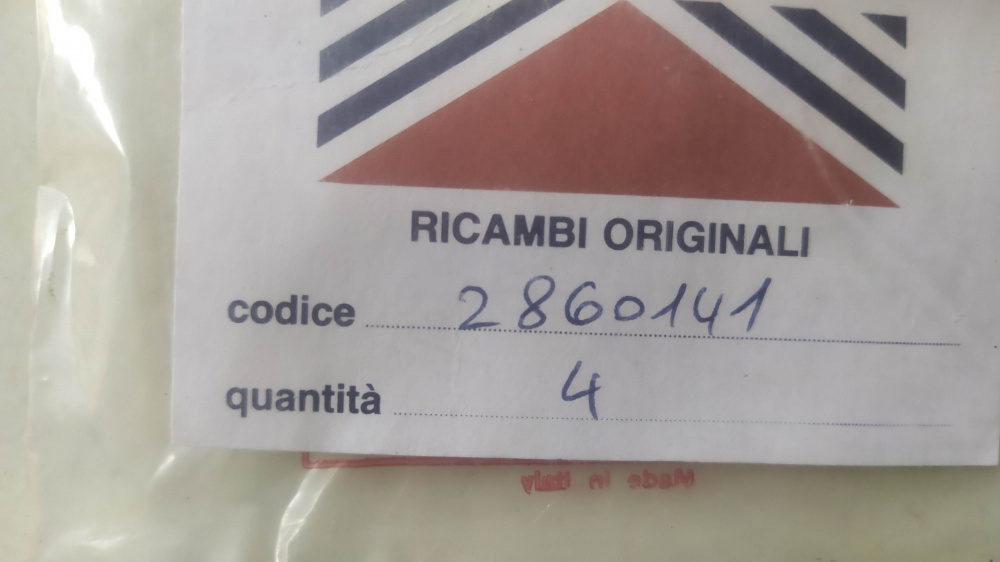 RICAMBI ORIGINALI
codice 2860141
quantità 4
Made in Italy